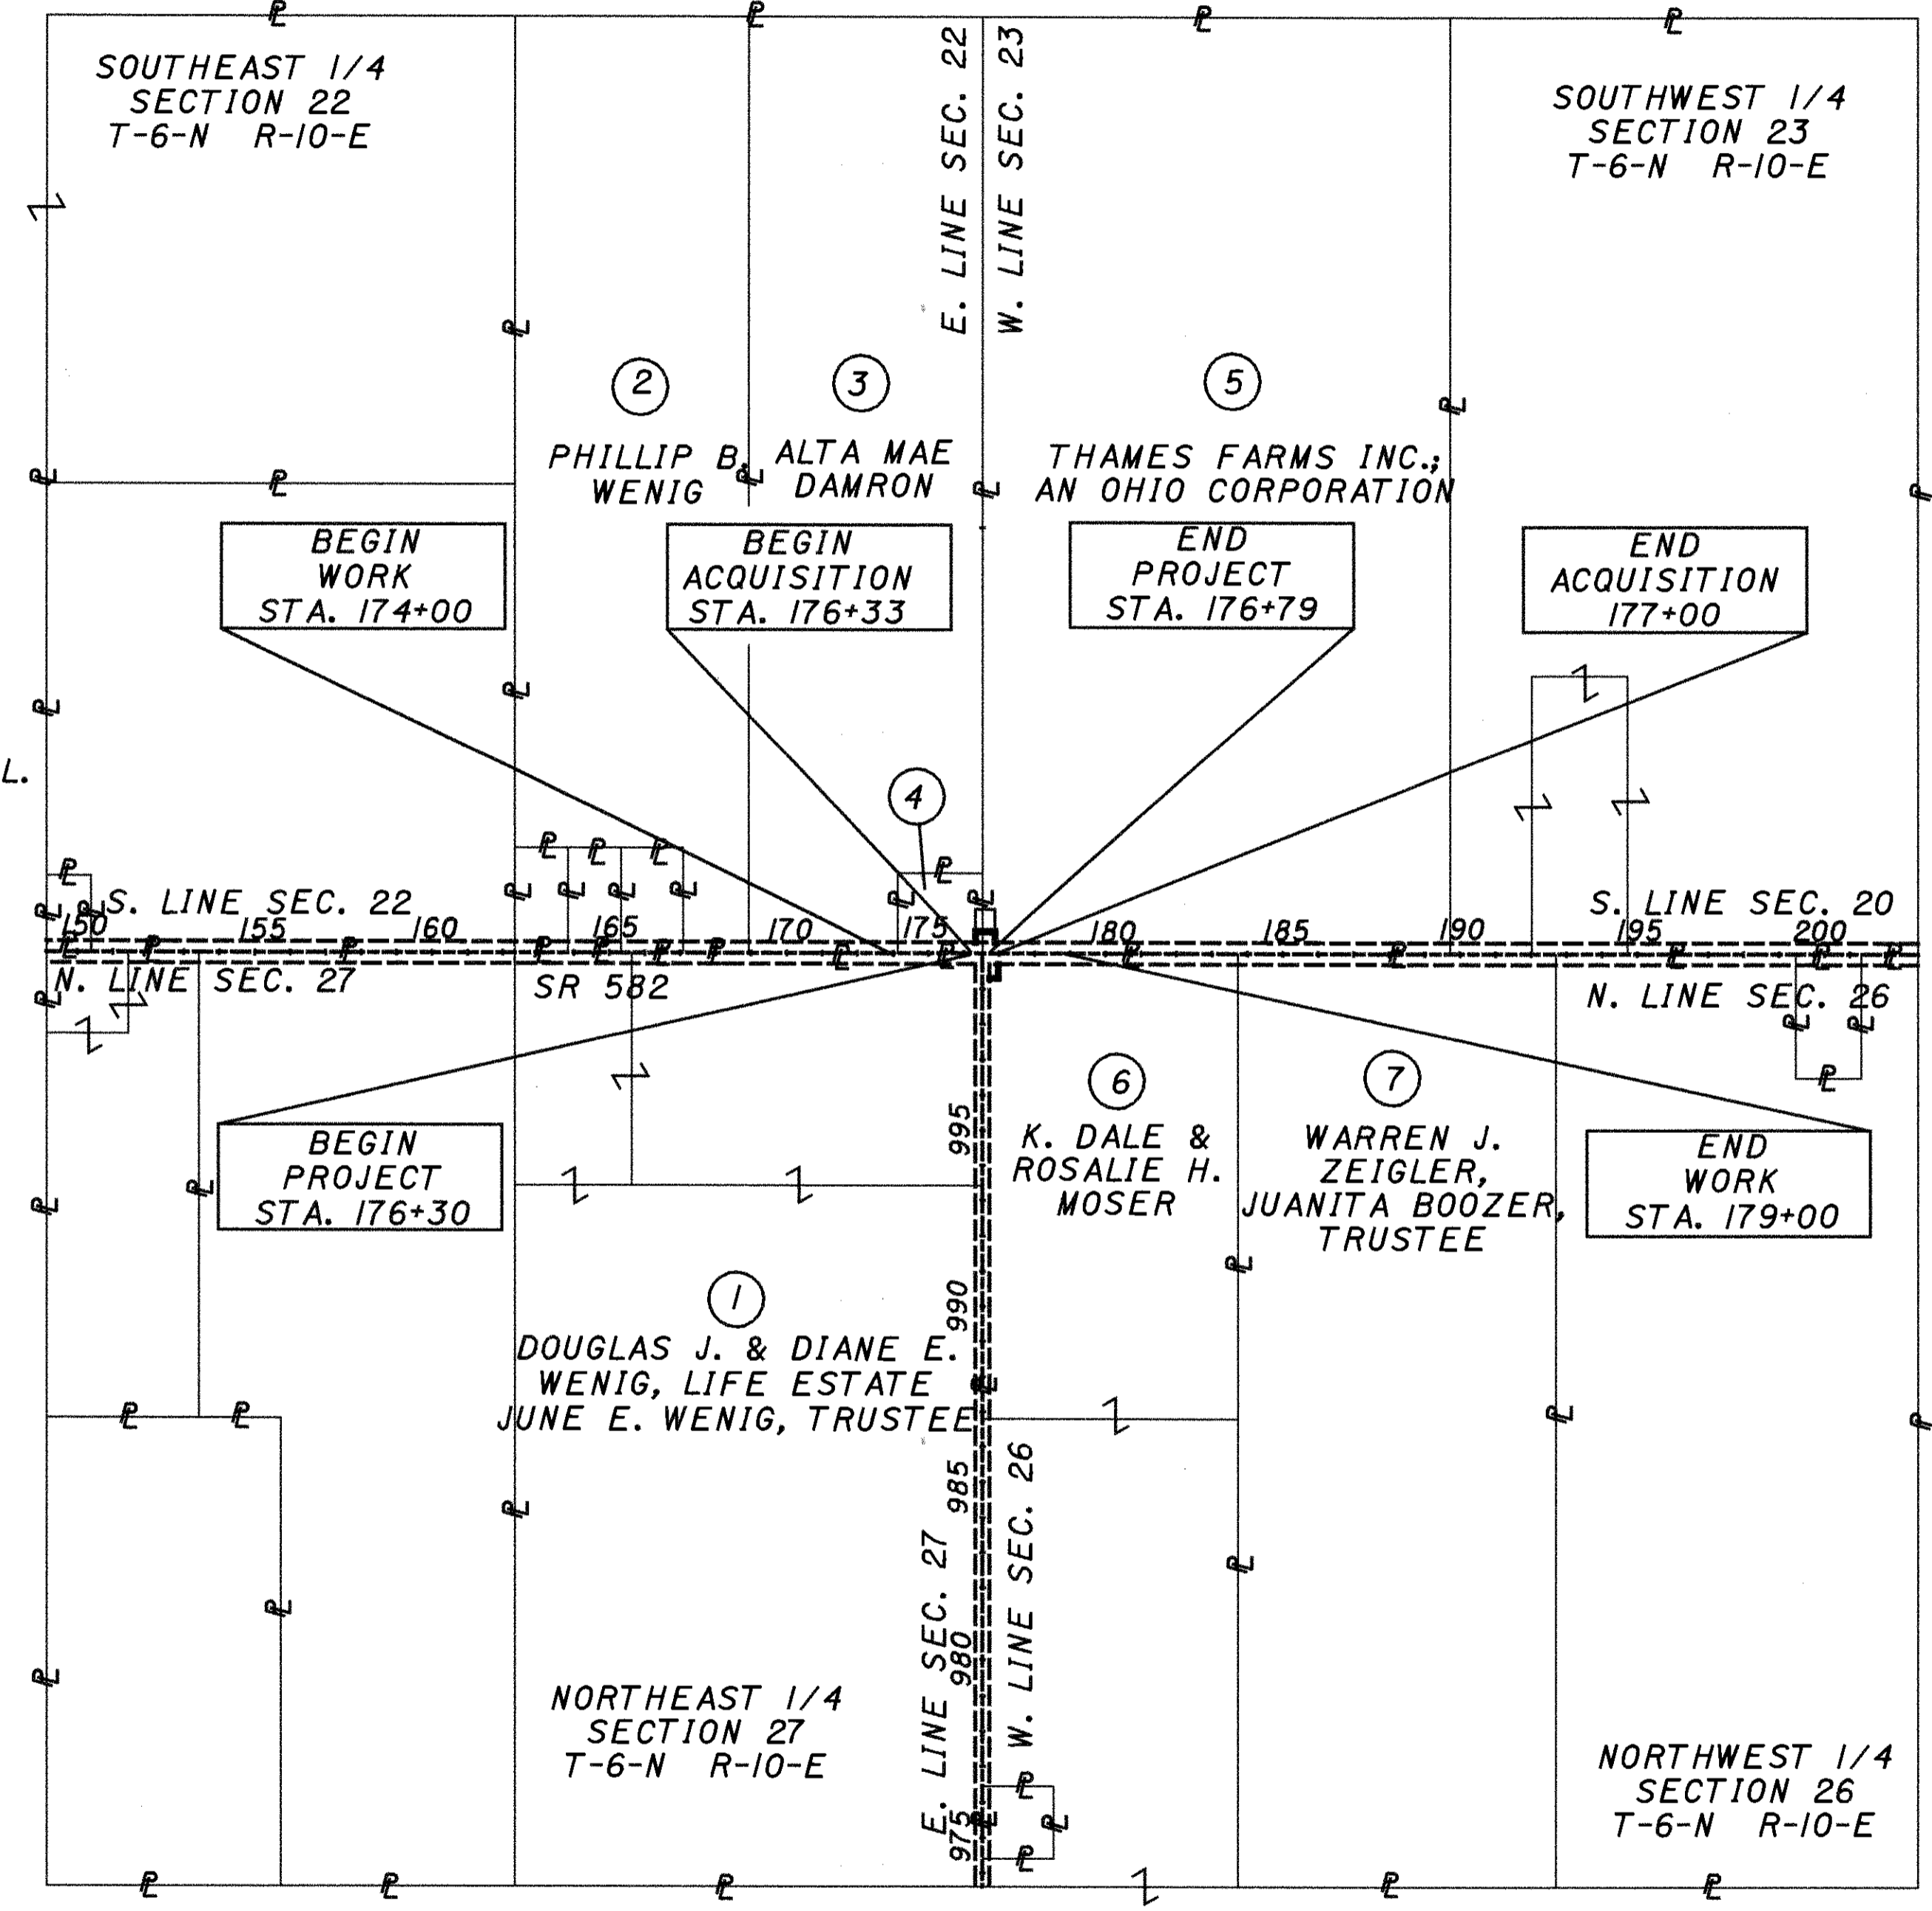 SOUTHEAST 1/4
SECTION 22
T-6-N R-10-E
E. LINE SEC. 22
W. LINE SEC. 23
SOUTHWEST 1/4
SECTION 23
T-6-N R-10-E
2
3
5
PHILLIP B.
WENIG
ALTA MAE
DAMRON
THAMES FARMS INC.;
AN OHIO CORPORATION
BEGIN
WORK
STA. 174+00
BEGIN
ACQUISITION
STA. 176+33
END
PROJECT
STA. 176+79
END
ACQUISITION
177+00
L.
4
S. LINE SEC. 22
S. LINE SEC. 20
150 155 160 165 170 175 180 185 190 195 200
N. LINE SEC. 27
SR 582
N. LINE SEC. 26
BEGIN
PROJECT
STA. 176+30
995
6
K. DALE &
ROSALIE H.
MOSER
7
WARREN J.
ZEIGLER,
JUANITA BOOZER,
TRUSTEE
END
WORK
STA. 179+00
1
DOUGLAS J. & DIANE E.
WENIG, LIFE ESTATE
JUNE E. WENIG, TRUSTEE
990
985
980
975
E. LINE SEC. 27
W. LINE SEC. 26
NORTHEAST 1/4
SECTION 27
T-6-N R-10-E
NORTHWEST 1/4
SECTION 26
T-6-N R-10-E